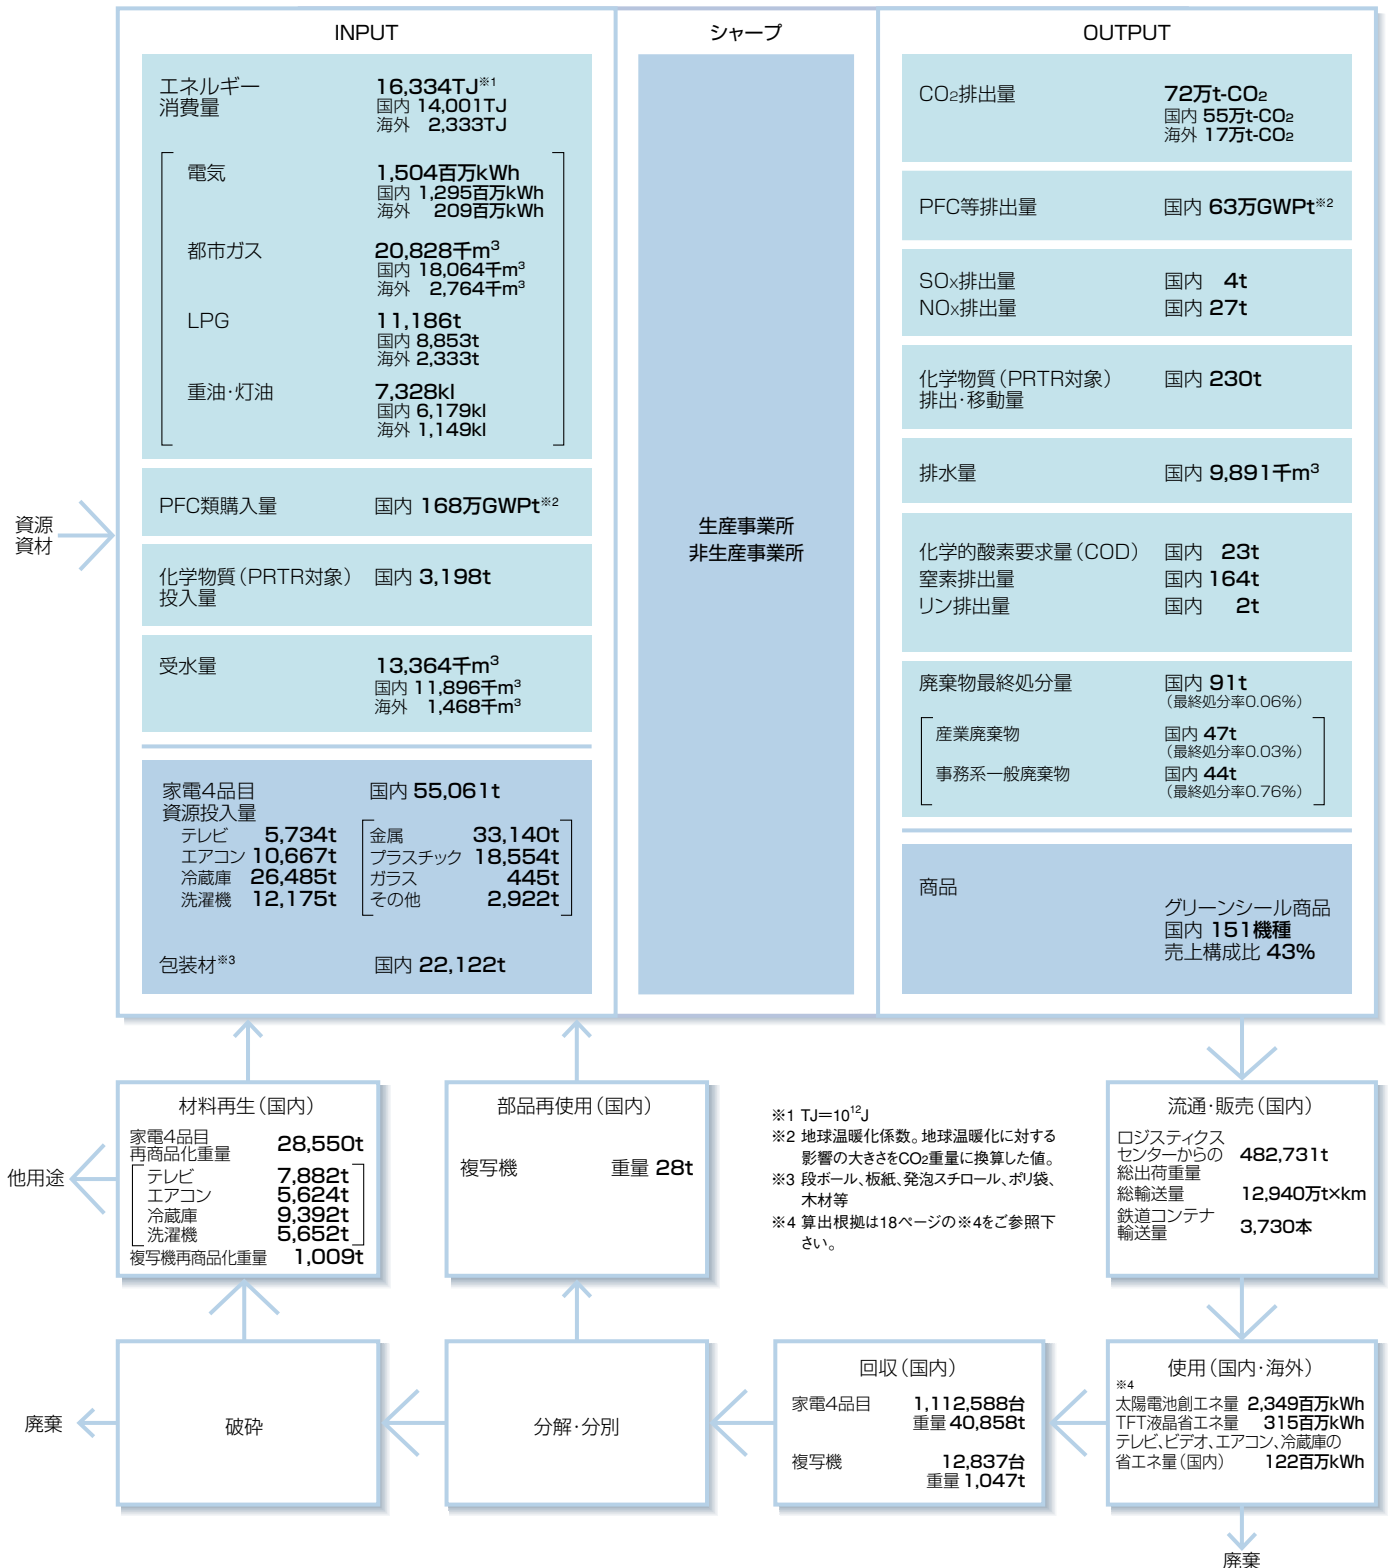 INPUT
エネルギー 16,334TJ※1
消費量 国内 14,001TJ
海外 2,333TJ
電気 1,504百万kWh
国内 1,295百万kWh
海外 209百万kWh
都市ガス 20,828千m³
国内 18,064千m³
海外 2,764千m³
LPG 11,186t
国内 8,853t
海外 2,333t
重油・灯油 7,328kl
国内 6,179kl
海外 1,149kl
資源
資材
PFC類購入量 国内 168万GWPt※2
化学物質（PRTR対象） 国内 3,198t
投入量
受水量 13,364千m³
国内 11,896千m³
海外 1,468千m³
家電4品目 国内 55,061t
資源投入量
テレビ 5,734t 金属 33,140t
エアコン 10,667t プラスチック 18,554t
冷蔵庫 26,485t ガラス 445t
洗濯機 12,175t その他 2,922t
包装材※3 国内 22,122t
シャープ
生産事業所
非生産事業所
OUTPUT
CO₂排出量 72万t-CO₂
国内 55万t-CO₂
海外 17万t-CO₂
PFC等排出量 国内 63万GWPt※2
SOx排出量 国内 4t
NOx排出量 国内 27t
化学物質（PRTR対象） 国内 230t
排出・移動量
排水量 国内 9,891千m³
化学的酸素要求量（COD） 国内 23t
窒素排出量 国内 164t
リン排出量 国内 2t
廃棄物最終処分量 国内 91t
（最終処分率0.06%）
産業廃棄物 国内 47t
（最終処分率0.03%）
事務系一般廃棄物 国内 44t
（最終処分率0.76%）
商品
グリーンシール商品
国内 151機種
売上構成比 43%
流通・販売（国内）
ロジスティクス
センターからの 482,731t
総出荷重量
総輸送量 12,940万t×km
鉄道コンテナ 3,730本
輸送量
使用（国内・海外）
※4
太陽電池創エネ量 2,349百万kWh
TFT液晶省エネ量 315百万kWh
テレビ、ビデオ、エアコン、冷蔵庫の
省エネ量（国内） 122百万kWh
廃棄
回収（国内）
家電4品目 1,112,588台
重量 40,858t
複写機 12,837台
重量 1,047t
分解・分別
破砕
廃棄
部品再使用（国内）
複写機 重量 28t
材料再生（国内）
家電4品目 28,550t
再商品化重量
テレビ 7,882t
エアコン 5,624t
冷蔵庫 9,392t
洗濯機 5,652t
複写機再商品化重量 1,009t
他用途
※1 TJ＝10¹²J
※2 地球温暖化係数。地球温暖化に対する
影響の大きさをCO₂重量に換算した値。
※3 段ボール、板紙、発泡スチロール、ポリ袋、
木材等
※4 算出根拠は18ページの※4をご参照下
さい。